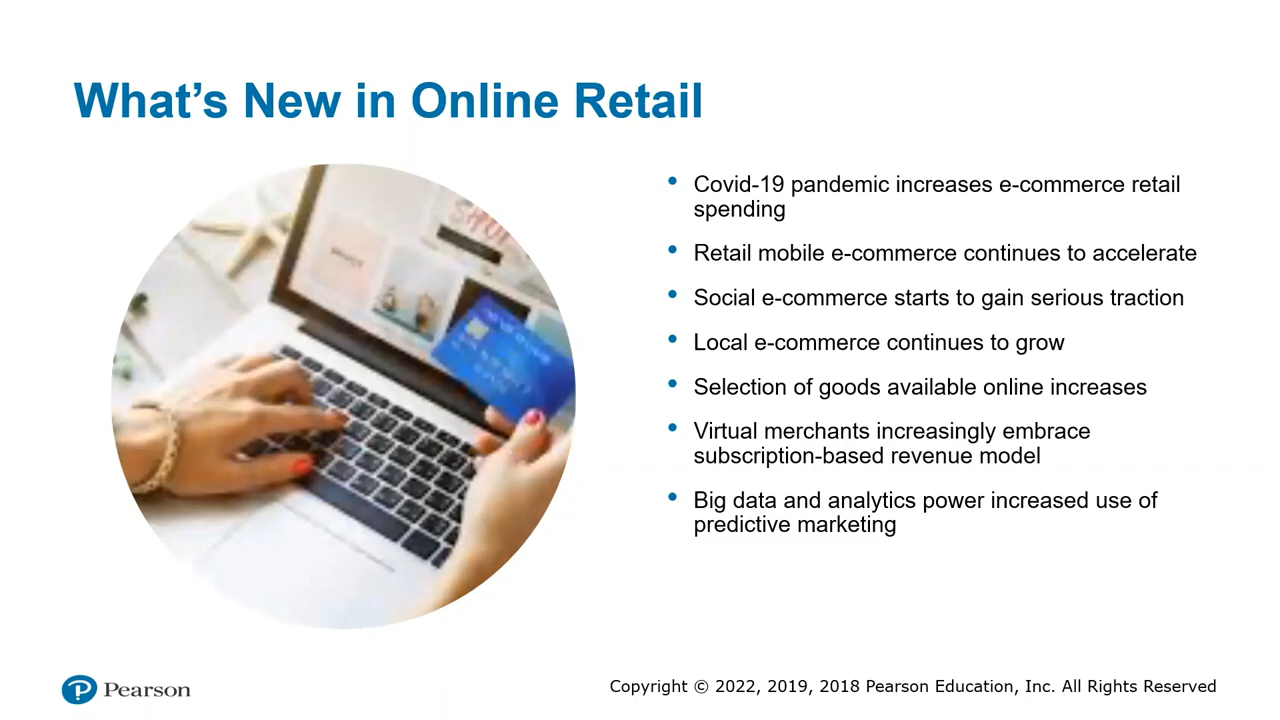 What’s New in Online Retail
• Covid-19 pandemic increases e-commerce retail
spending
• Retail mobile e-commerce continues to accelerate
• Social e-commerce starts to gain serious traction
• Local e-commerce continues to grow
• Selection of goods available online increases
• Virtual merchants increasingly embrace
subscription-based revenue model
• Big data and analytics power increased use of
predictive marketing
Pearson
Copyright © 2022, 2019, 2018 Pearson Education, Inc. All Rights Reserved